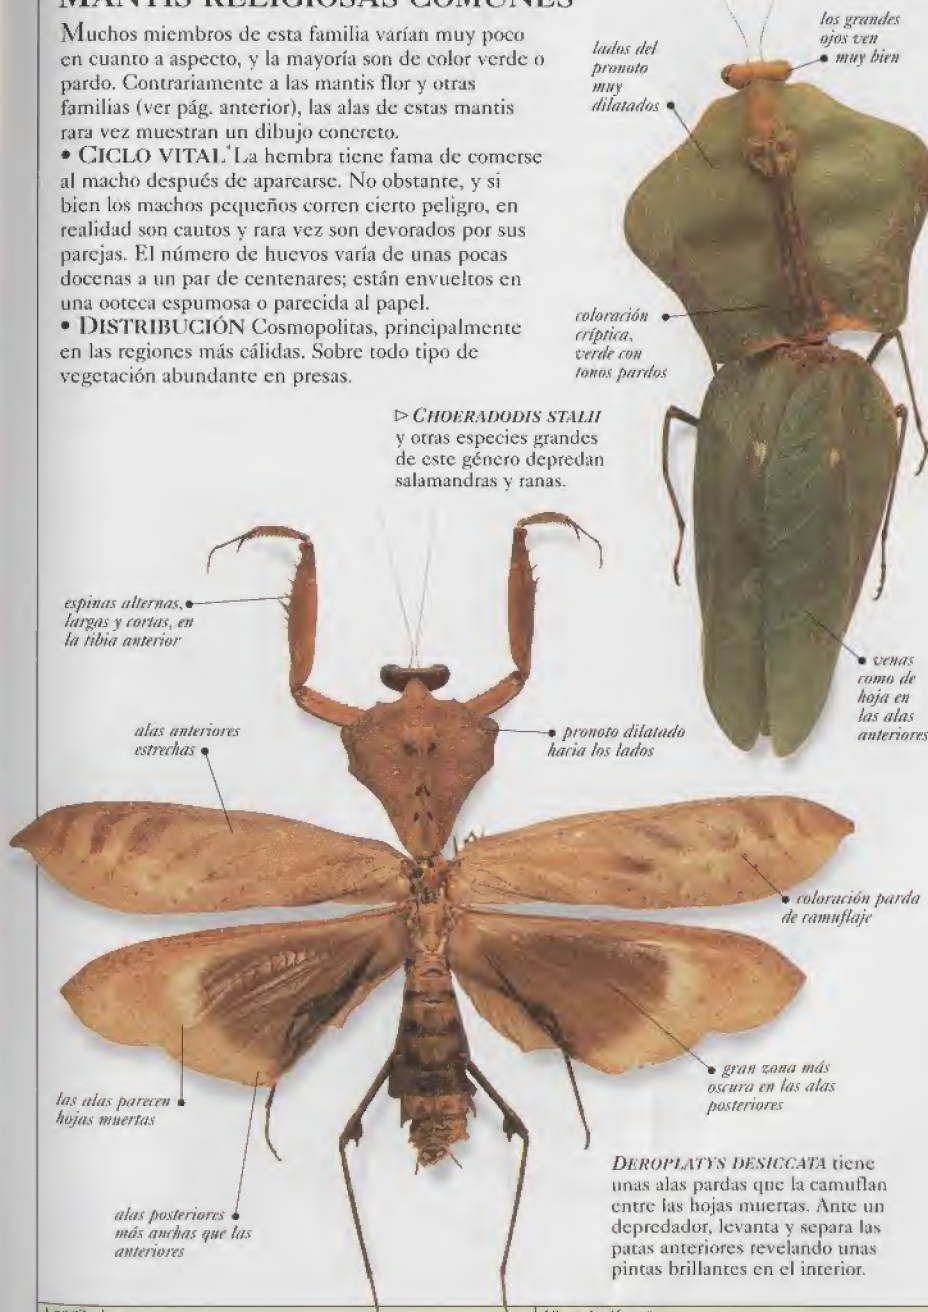 MANTIS RELIGIOSAS COMUNES
Muchos miembros de esta familia varían muy poco
en cuanto a aspecto, y la mayoría son de color verde o
pardo. Contrariamente a las mantis flor y otras
familias (ver pág. anterior), las alas de estas mantis
rara vez muestran un dibujo concreto.
• CICLO VITAL La hembra tiene fama de comerse
al macho después de aparearse. No obstante, y si
bien los machos pequeños corren cierto peligro, en
realidad son cautos y rara vez son devorados por sus
parejas. El número de huevos varía de unas pocas
docenas a un par de centenares; están envueltos en
una ooteca espumosa o parecida al papel.
• DISTRIBUCIÓN Cosmopolitas, principalmente
en las regiones más cálidas. Sobre todo tipo de
vegetación abundante en presas.
lados del
pronoto
muy
dilatados
los grandes
ojos ven
muy bien
coloración
críptica,
verde con
tonos pardos
▷ CHOERADODIS STALII
y otras especies grandes
de este género depredan
salamandras y ranas.
venas
como de
hoja en
las alas
anteriores
espinas alternas,
largas y cortas, en
la tibia anterior
alas anteriores
estrechas
pronoto dilatado
hacia los lados
coloración parda
de camuflaje
las alas parecen
hojas muertas
gran zona más
oscura en las alas
posteriores
alas posteriores
más anchas que las
anteriores
DEROPLATYS DESICCATA tiene
unas alas pardas que la camuflan
entre las hojas muertas. Ante un
depredador, levanta y separa las
patas anteriores revelando unas
pintas brillantes en el interior.